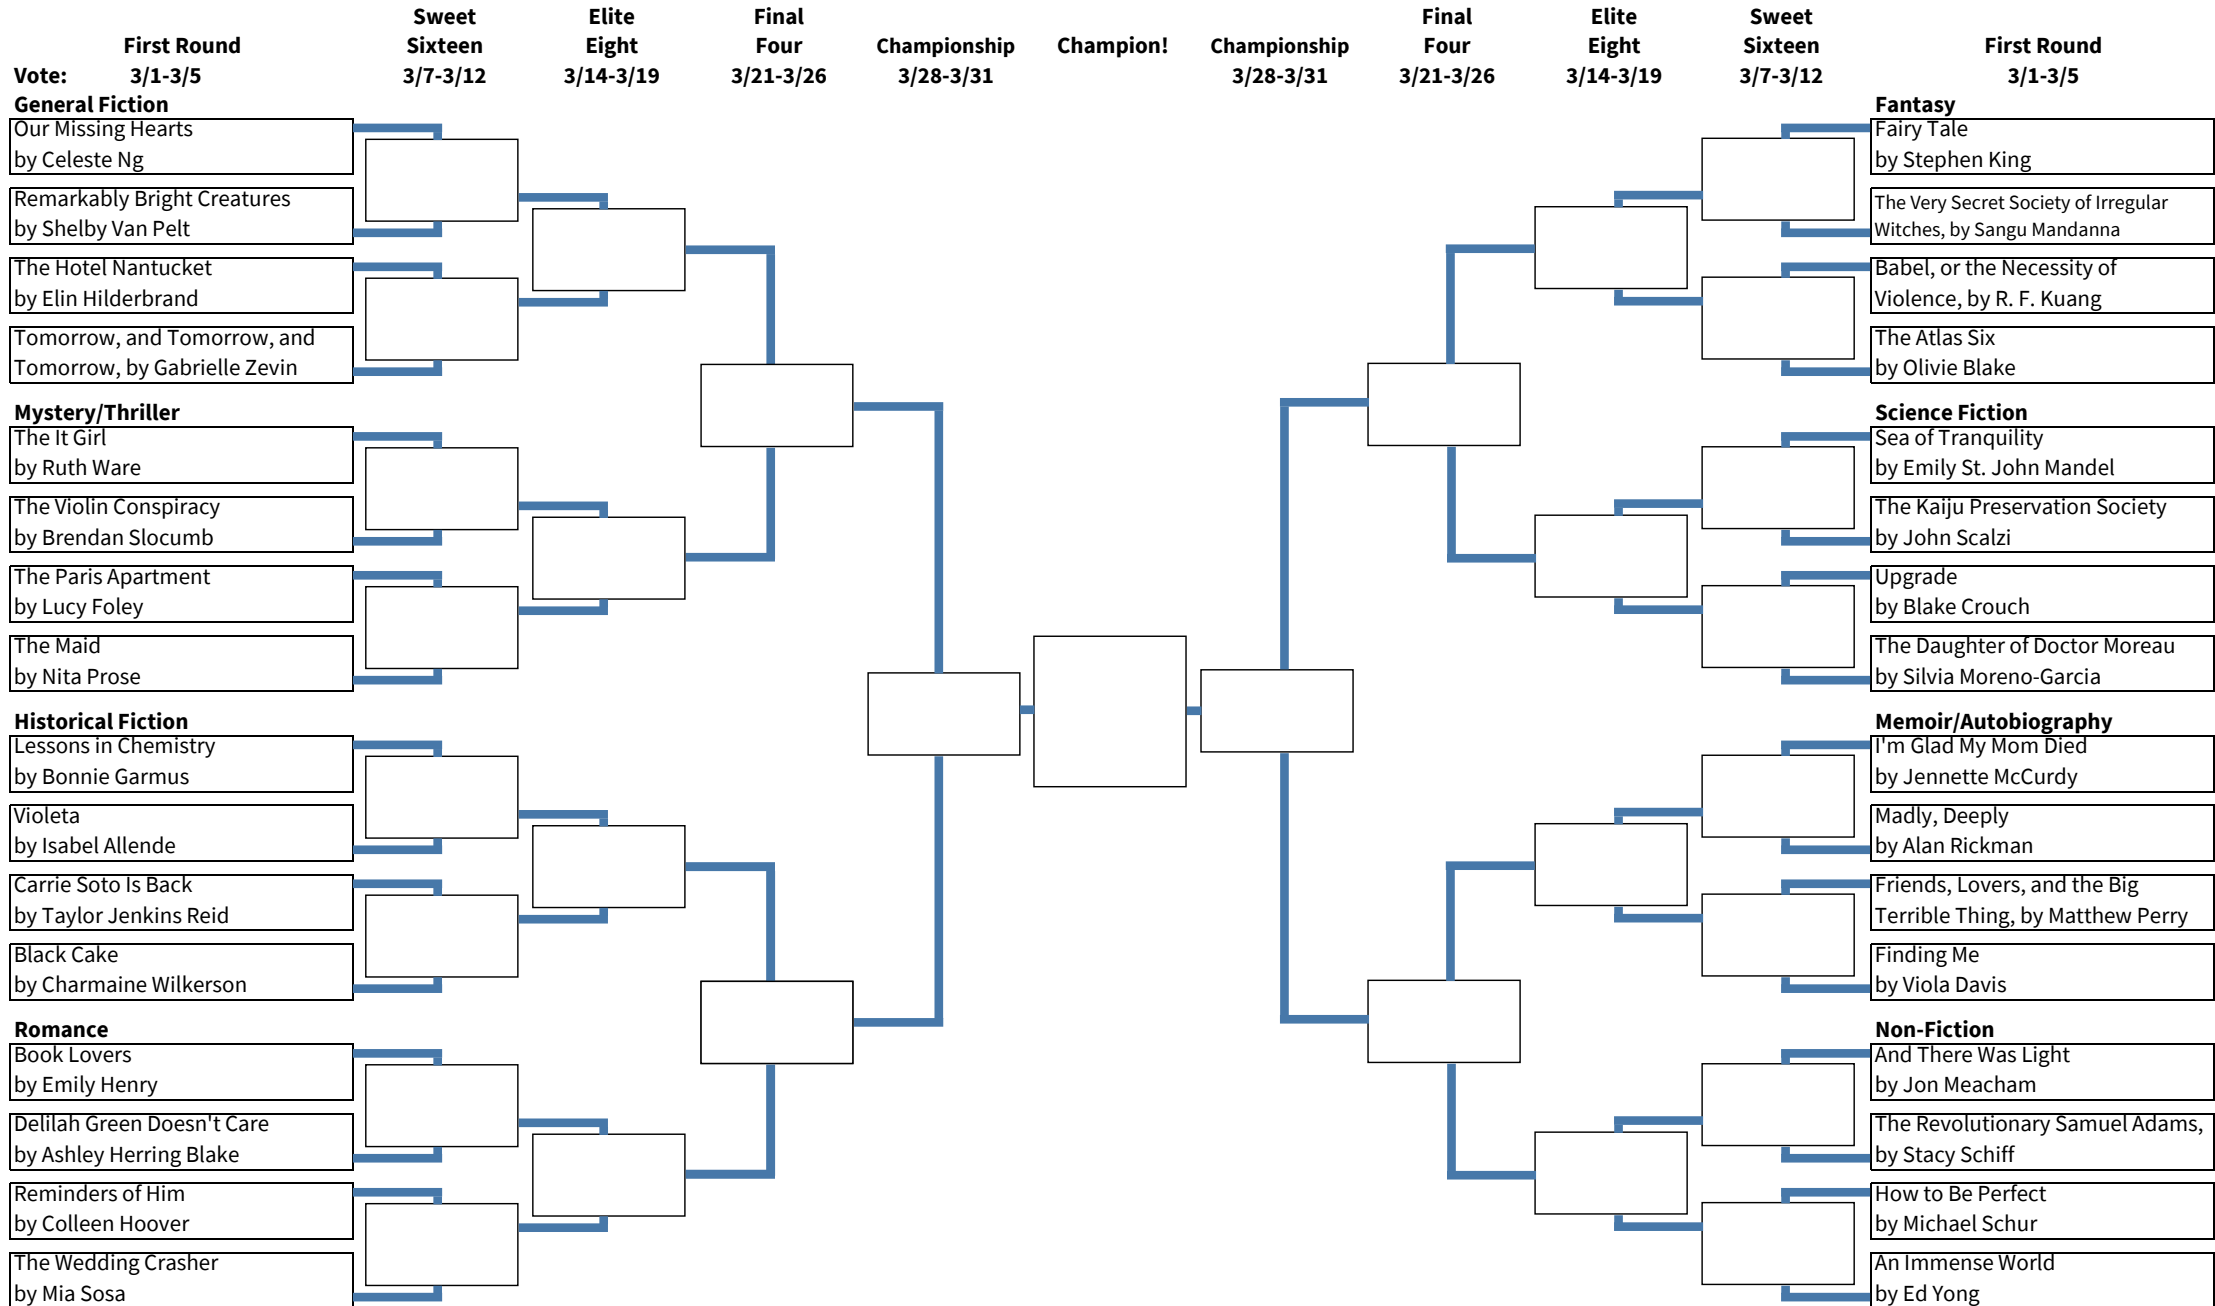 Sweet Elite Final Final Elite Sweet
First Round Sixteen Eight Four Championship Champion! Championship Four Eight Sixteen First Round
Vote: 3/1-3/5 3/7-3/12 3/14-3/19 3/21-3/26 3/28-3/31 3/28-3/31 3/21-3/26 3/14-3/19 3/7-3/12 3/1-3/5
General Fiction
Our Missing Hearts
by Celeste Ng
Remarkably Bright Creatures
by Shelby Van Pelt
The Hotel Nantucket
by Elin Hilderbrand
Tomorrow, and Tomorrow, and
Tomorrow, by Gabrielle Zevin
Mystery/Thriller
The It Girl
by Ruth Ware
The Violin Conspiracy
by Brendan Slocumb
The Paris Apartment
by Lucy Foley
The Maid
by Nita Prose
Historical Fiction
Lessons in Chemistry
by Bonnie Garmus
Violeta
by Isabel Allende
Carrie Soto Is Back
by Taylor Jenkins Reid
Black Cake
by Charmaine Wilkerson
Romance
Book Lovers
by Emily Henry
Delilah Green Doesn't Care
by Ashley Herring Blake
Reminders of Him
by Colleen Hoover
The Wedding Crasher
by Mia Sosa
Fantasy
Fairy Tale
by Stephen King
The Very Secret Society of Irregular
Witches, by Sangu Mandanna
Babel, or the Necessity of
Violence, by R. F. Kuang
The Atlas Six
by Olivie Blake
Science Fiction
Sea of Tranquility
by Emily St. John Mandel
The Kaiju Preservation Society
by John Scalzi
Upgrade
by Blake Crouch
The Daughter of Doctor Moreau
by Silvia Moreno-Garcia
Memoir/Autobiography
I'm Glad My Mom Died
by Jennette McCurdy
Madly, Deeply
by Alan Rickman
Friends, Lovers, and the Big
Terrible Thing, by Matthew Perry
Finding Me
by Viola Davis
Non-Fiction
And There Was Light
by Jon Meacham
The Revolutionary Samuel Adams,
by Stacy Schiff
How to Be Perfect
by Michael Schur
An Immense World
by Ed Yong